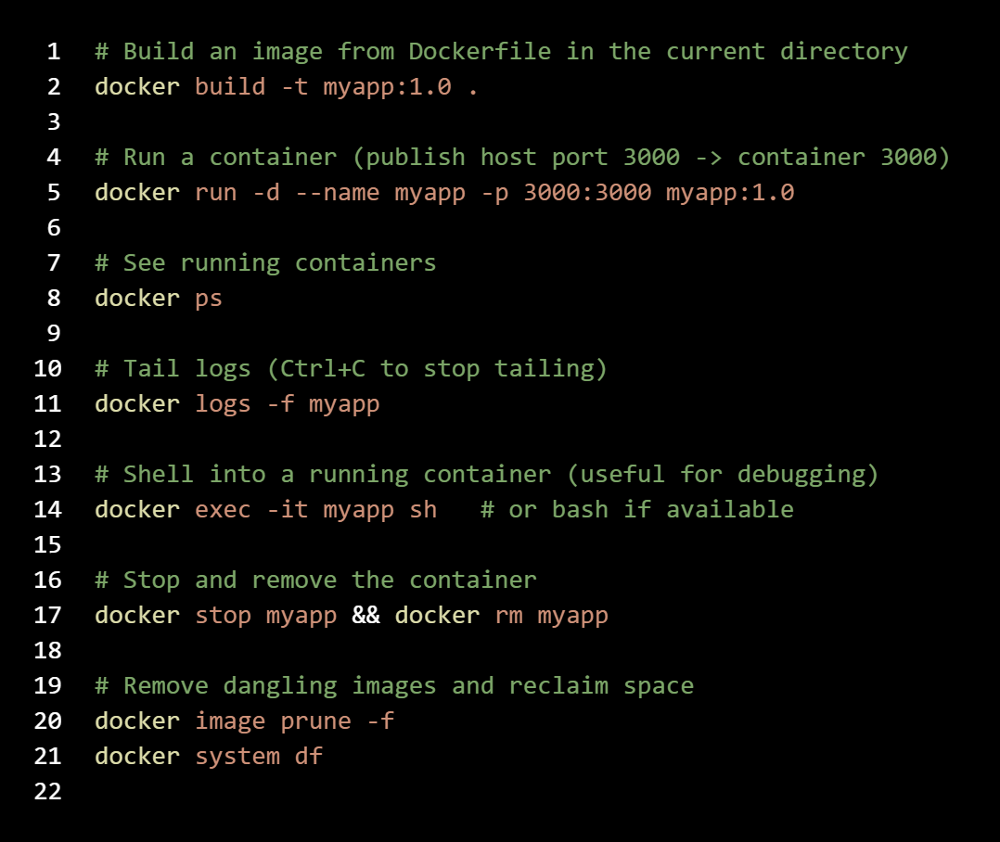 1 # Build an image from Dockerfile in the current directory
2 docker build -t myapp:1.0 .
3
4 # Run a container (publish host port 3000 -> container 3000)
5 docker run -d --name myapp -p 3000:3000 myapp:1.0
6
7 # See running containers
8 docker ps
9
10 # Tail logs (Ctrl+C to stop tailing)
11 docker logs -f myapp
12
13 # Shell into a running container (useful for debugging)
14 docker exec -it myapp sh   # or bash if available
15
16 # Stop and remove the container
17 docker stop myapp && docker rm myapp
18
19 # Remove dangling images and reclaim space
20 docker image prune -f
21 docker system df
22